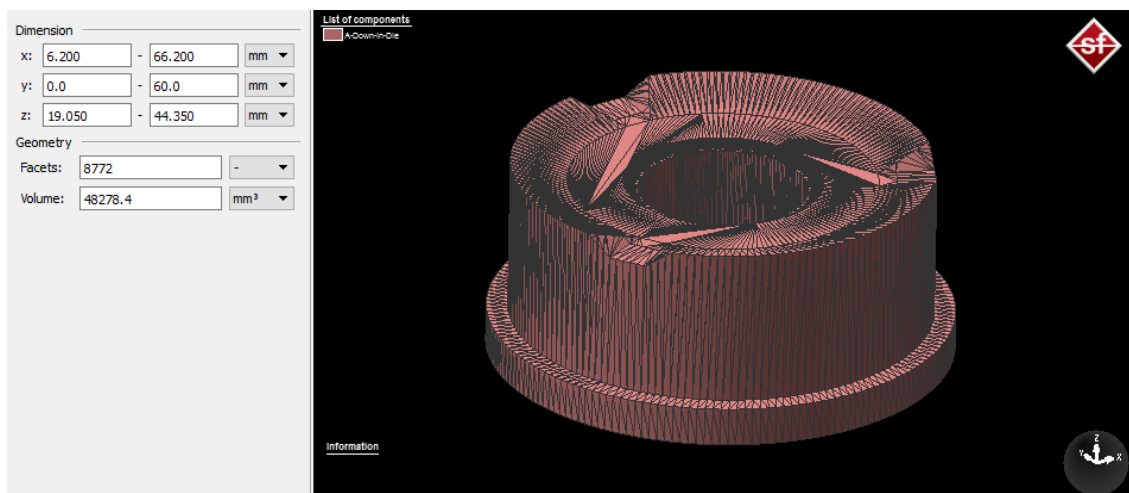 Dimension
x: 6.200 - 66.200 mm
y: 0.0 - 60.0 mm
z: 19.050 - 44.350 mm
Geometry
Facets: 8772 -
Volume: 48278.4 mm³
List of components
A-Down-In-Die
sf
Information
Z
Y X